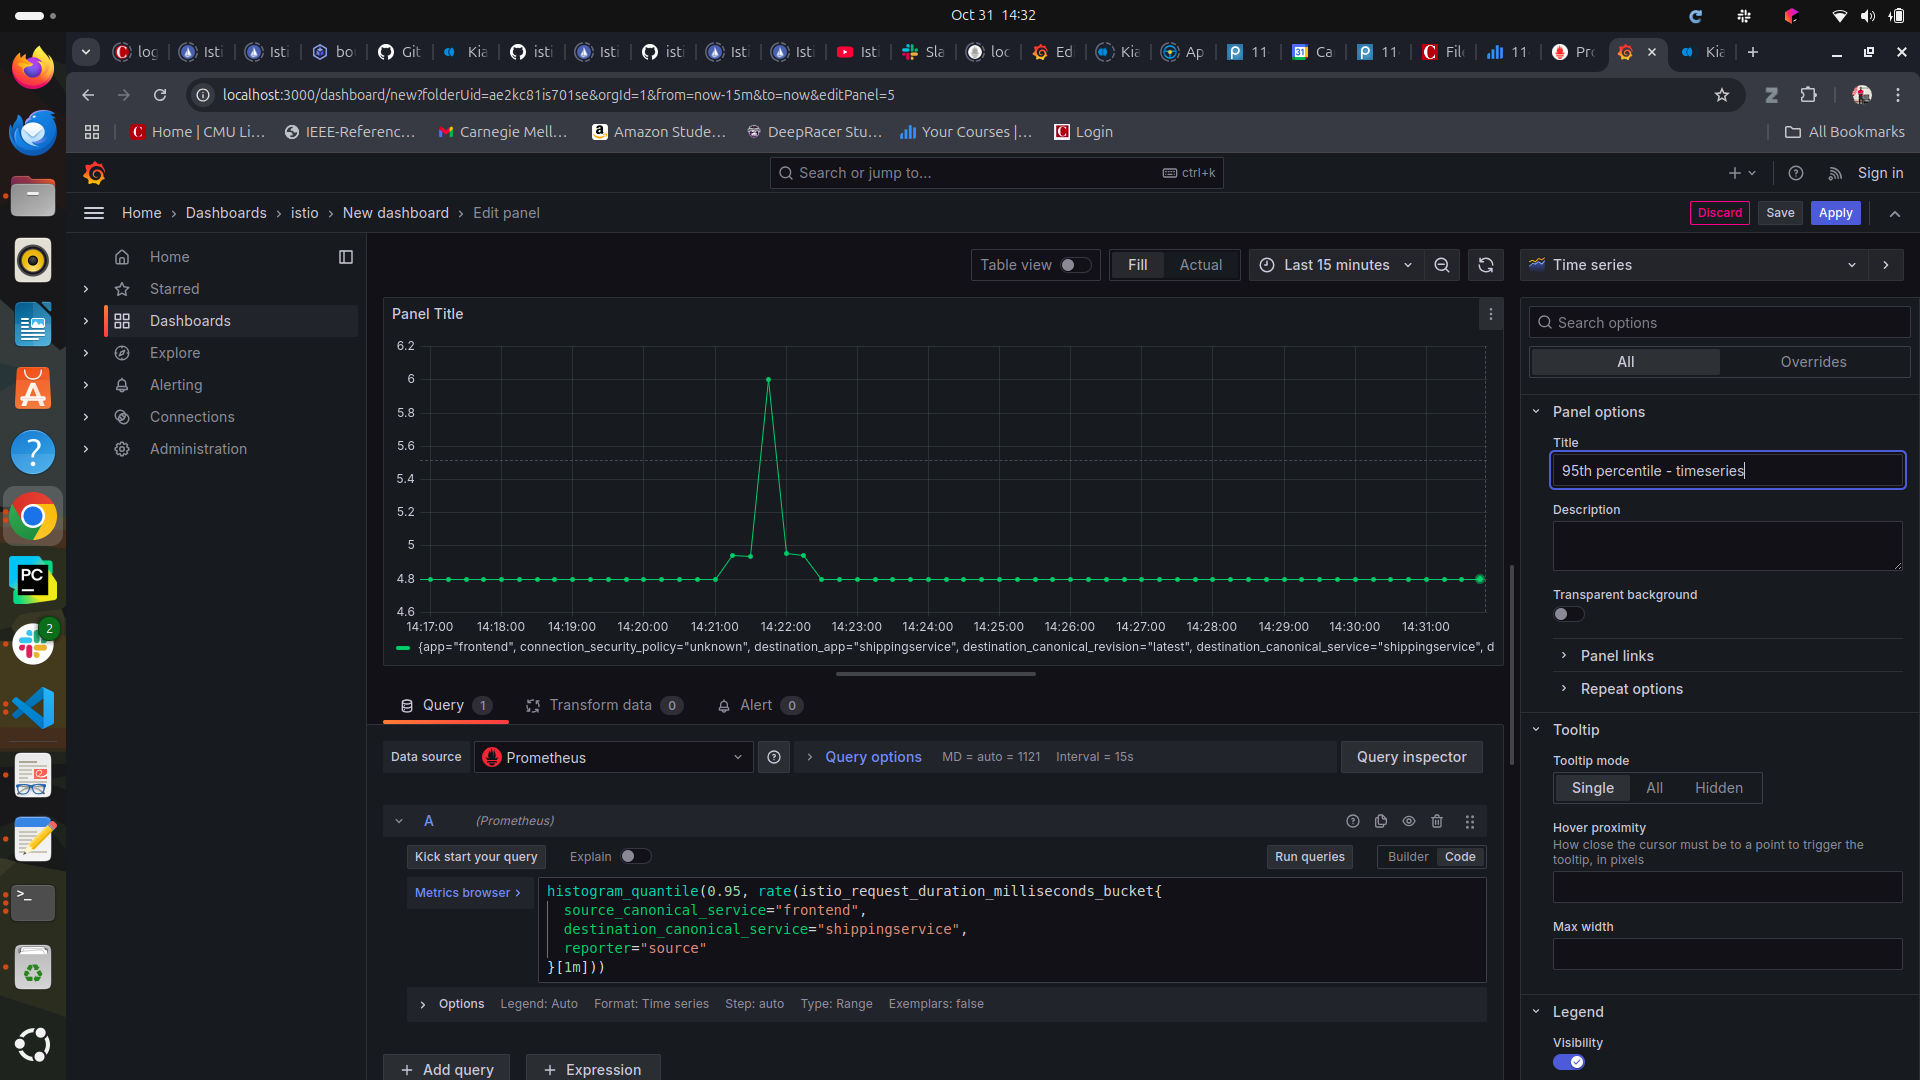 Oct 31 14:32
log
Isti
Isti
bo
Git
Kia
isti
Isti
isti
Isti
Isti
Isti
Sla
loc
Edi
Kia
Ap
11-
Ca
11-
File
11
Pro
Kia
localhost:3000/dashboard/new?folderUid=ae2kc81is701se&orgId=1&from=now-15m&to=now&editPanel=5
Home | CMU Li...
IEEE-Referenc...
Carnegie Mell...
Amazon Stude...
DeepRacer Stu...
Your Courses |...
Login
All Bookmarks
Search or jump to...
ctrl+k
Sign in
Home › Dashboards › istio › New dashboard › Edit panel
Discard
Save
Apply
Home
Starred
Dashboards
Explore
Alerting
Connections
Administration
Table view
Fill
Actual
Last 15 minutes
Time series
Panel Title
6.2
6
5.8
5.6
5.4
5.2
5
4.8
4.6
14:17:00 14:18:00 14:19:00 14:20:00 14:21:00 14:22:00 14:23:00 14:24:00 14:25:00 14:26:00 14:27:00 14:28:00 14:29:00 14:30:00 14:31:00
{app="frontend", connection_security_policy="unknown", destination_app="shippingservice", destination_canonical_revision="latest", destination_canonical_service="shippingservice", d
Query 1
Transform data 0
Alert 0
Data source
Prometheus
Query options
MD = auto = 1121
Interval = 15s
Query inspector
A
(Prometheus)
Kick start your query
Explain
Run queries
Builder
Code
Metrics browser >
histogram_quantile(0.95, rate(istio_request_duration_milliseconds_bucket{
source_canonical_service="frontend",
destination_canonical_service="shippingservice",
reporter="source"
}[1m]))
Options
Legend: Auto
Format: Time series
Step: auto
Type: Range
Exemplars: false
+ Add query
+ Expression
Search options
All
Overrides
Panel options
Title
95th percentile - timeseries
Description
Transparent background
Panel links
Repeat options
Tooltip
Tooltip mode
Single
All
Hidden
Hover proximity
How close the cursor must be to a point to trigger the
tooltip, in pixels
Max width
Legend
Visibility
PC
2